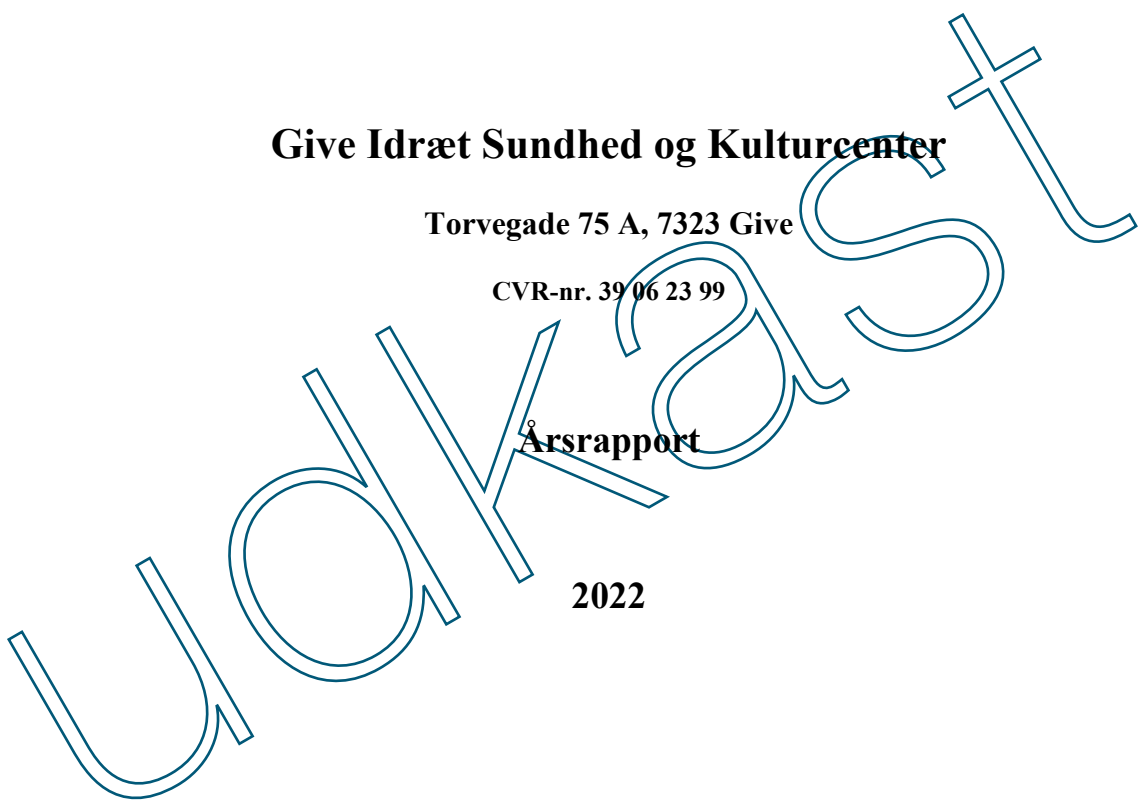 Give Idræt Sundhed og Kulturcenter
Torvegade 75 A, 7323 Give
CVR-nr. 39 06 23 99
Årsrapport
2022
udkast